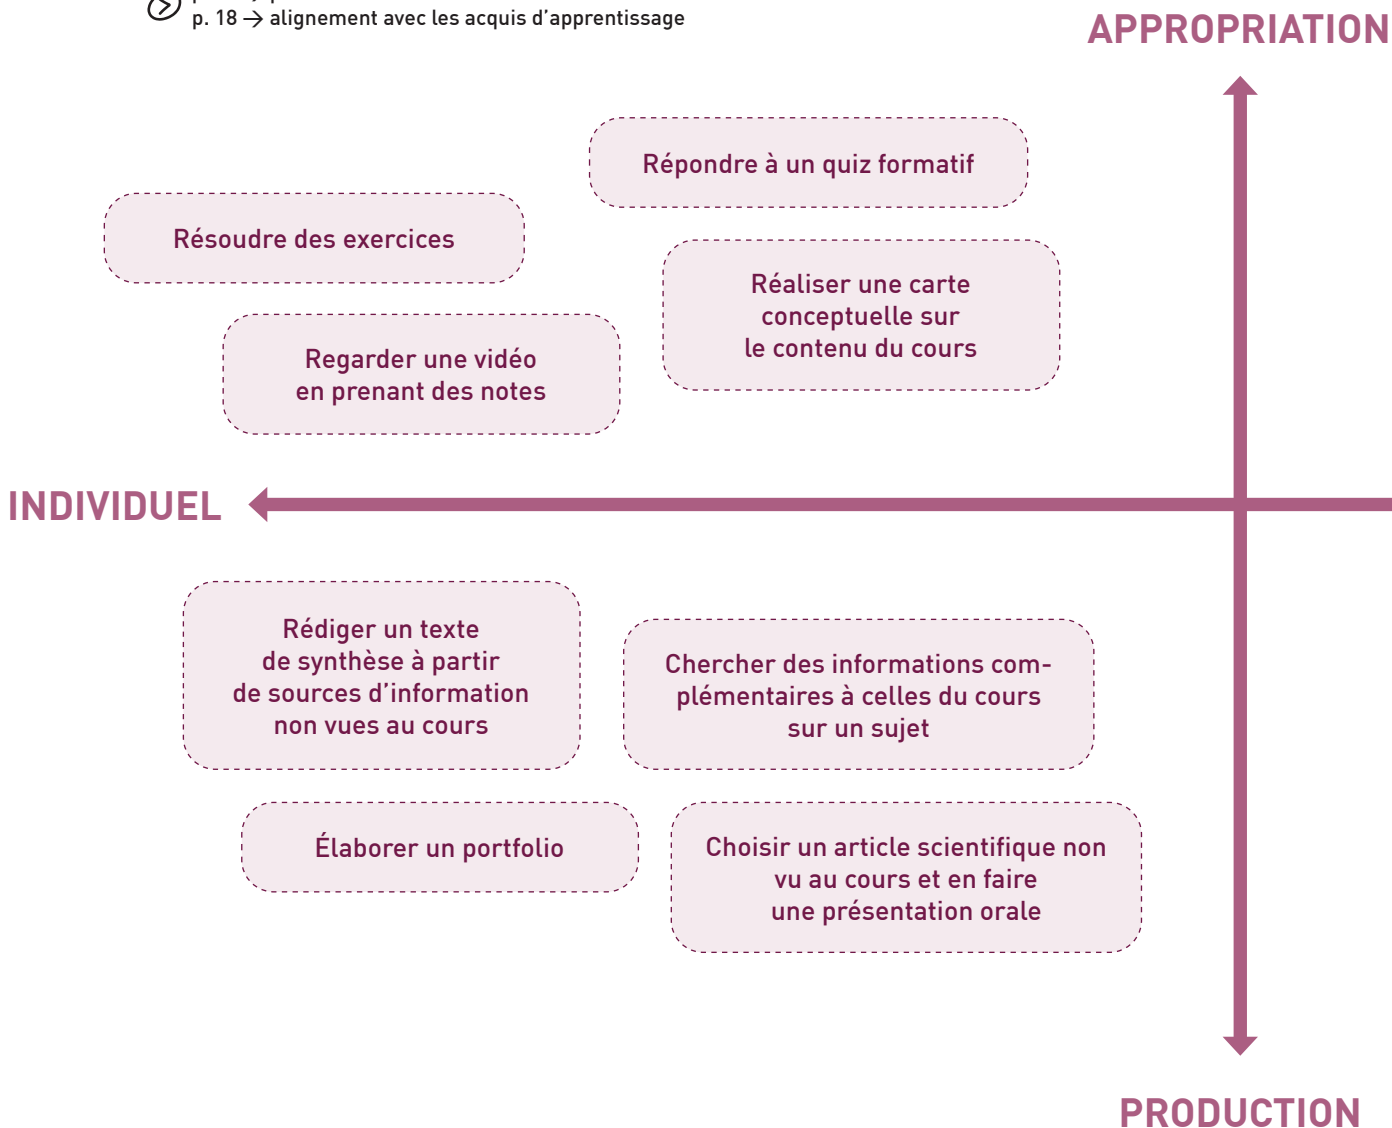 p. 18 → alignement avec les acquis d’apprentissage
APPROPRIATION
Répondre à un quiz formatif
Résoudre des exercices
Réaliser une carte
conceptuelle sur
le contenu du cours
Regarder une vidéo
en prenant des notes
INDIVIDUEL
Rédiger un texte
de synthèse à partir
de sources d’information
non vues au cours
Chercher des informations com-
plémentaires à celles du cours
sur un sujet
Élaborer un portfolio
Choisir un article scientifique non
vu au cours et en faire
une présentation orale
PRODUCTION